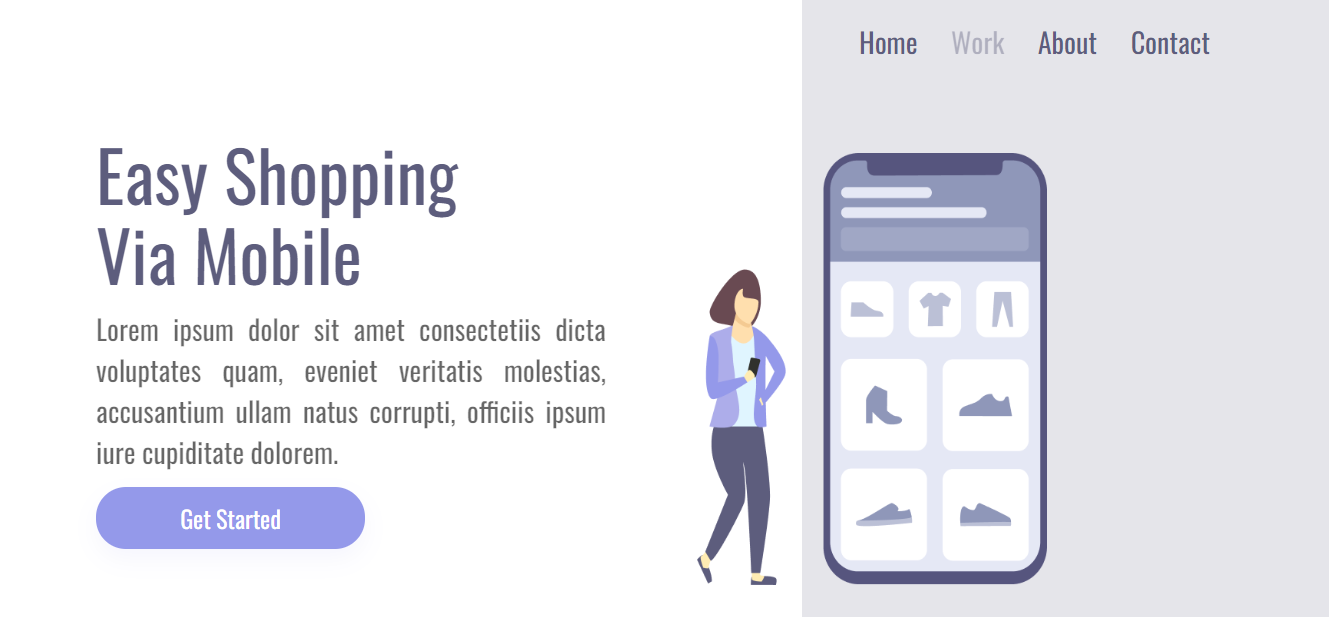 Home Work About Contact
Easy Shopping
Via Mobile
Lorem ipsum dolor sit amet consectetiis dicta
voluptates quam, eveniet veritatis molestias,
accusantium ullam natus corrupti, officiis ipsum
iure cupiditate dolorem.
Get Started